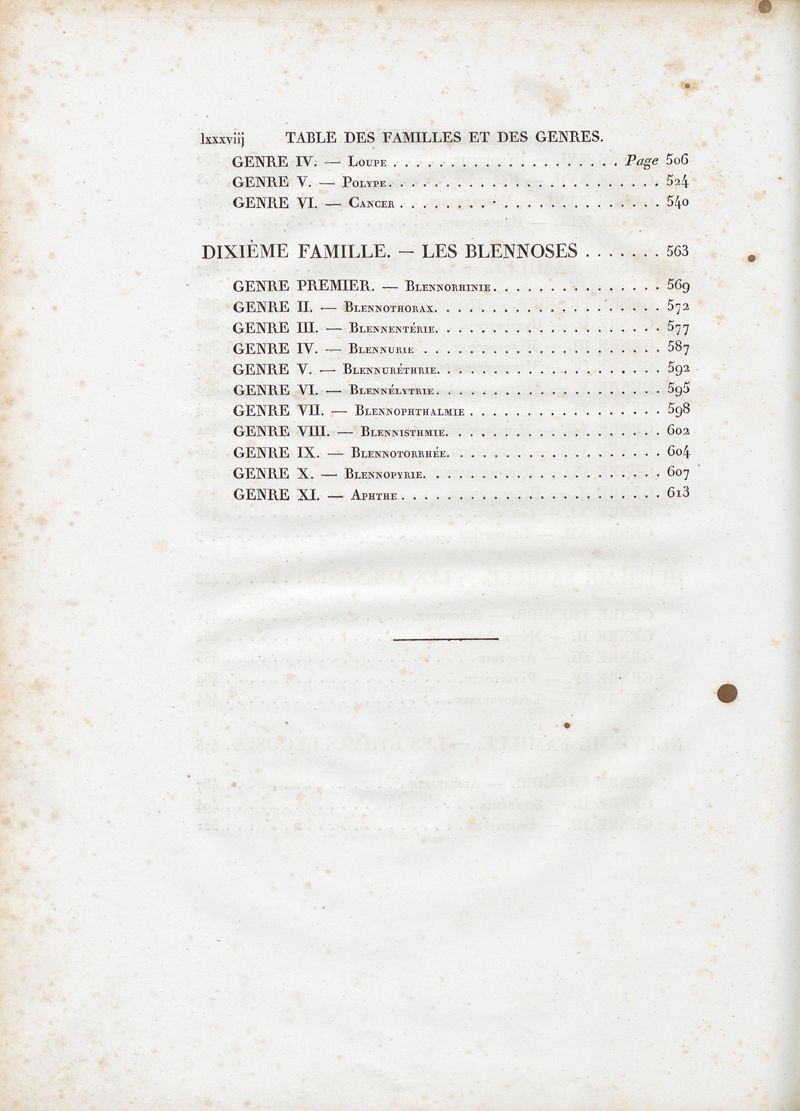 lxxxviij TABLE DES FAMILLES ET DES GENRES.
GENRE IV. — Loupe . . . . . . . . . . . . . . . . . . . . Page 506
GENRE V. — Polype. . . . . . . . . . . . . . . . . . . . . . . . 524
GENRE VI. — Cancer . . . . . . . . . . . . . . . . . . . . . . . 540
DIXIÈME FAMILLE. — LES BLENNOSES . . . . . . . 563
GENRE PREMIER. — Blennorhinie. . . . . . . . . . . . . . . 569
GENRE II. — Blennothorax. . . . . . . . . . . . . . . . . . . . 572
GENRE III. — Blennentérie. . . . . . . . . . . . . . . . . . . . 577
GENRE IV. — Blennurie . . . . . . . . . . . . . . . . . . . . . 587
GENRE V. — Blennuréthrie. . . . . . . . . . . . . . . . . . . . 592
GENRE VI. — Blennélytrie. . . . . . . . . . . . . . . . . . . . 595
GENRE VII. — Blennophthalmie . . . . . . . . . . . . . . . . . 598
GENRE VIII. — Blennisthmie. . . . . . . . . . . . . . . . . . . 602
GENRE IX. — Blennotorrhée. . . . . . . . . . . . . . . . . . . 604
GENRE X. — Blennopyrie. . . . . . . . . . . . . . . . . . . . . 607
GENRE XI. — Aphthe . . . . . . . . . . . . . . . . . . . . . . . 613